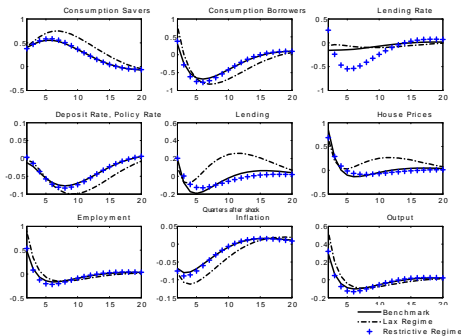 Consumption Savers Consumption Borrowers Lending Rate
1 1 0.5
0.5 0.5 0
0 0 -0.5
-0.5 -1 -1
5 10 15 20 5 10 15 20 5 10 15 20
Deposit Rate, Policy Rate Lending House Prices
0.1 0.4 1
0.05 0.2 0.5
0 0 0
-0.05
-0.1 0.2 -0.5
5 10 15 20 5 10 15 20 5 10 15 20
Quarters after shock
Employment Inflation Output
1 0.05 0.6
0.5 0 0.4
-0.05 0.2
0 -0.1 0
-0.5 0.15 -0.2
5 10 15 20 5 10 15 20 5 10 15 20
Benchmark
Lax Regime
Restrictive Regime